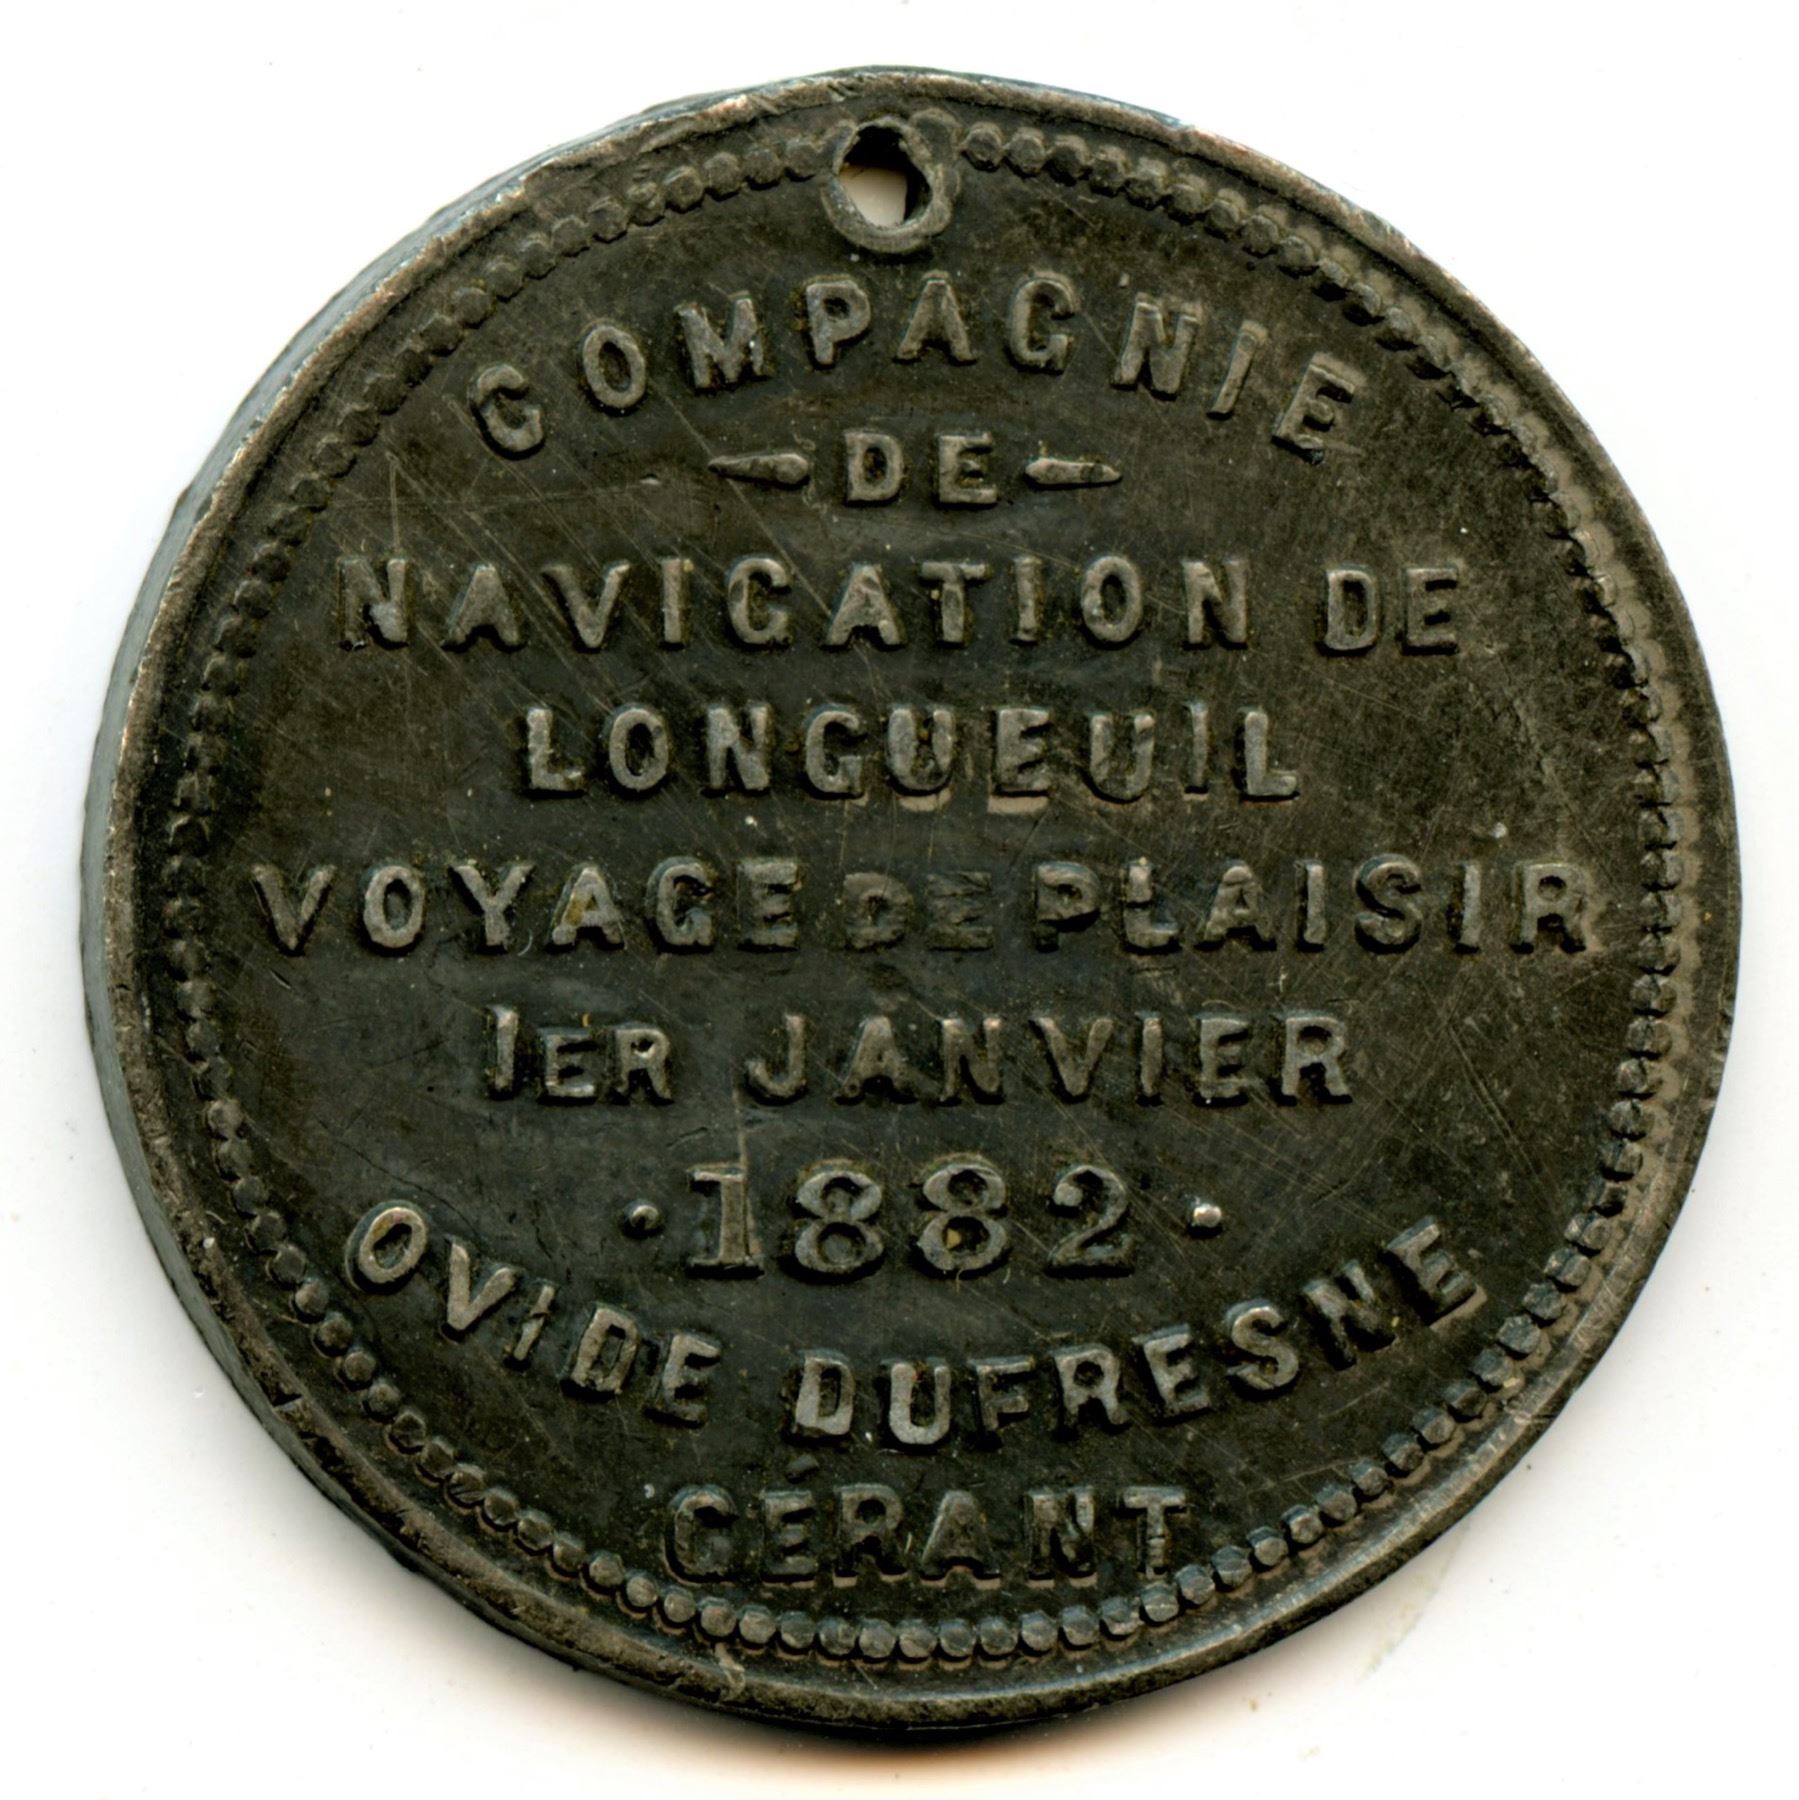 COMPAGNIE
DE
NAVIGATION DE
LONGUEUIL
VOYAGE DE PLAISIR
1ER JANVIER
·1882·
OVIDE DUFRESNE
GÉRANT